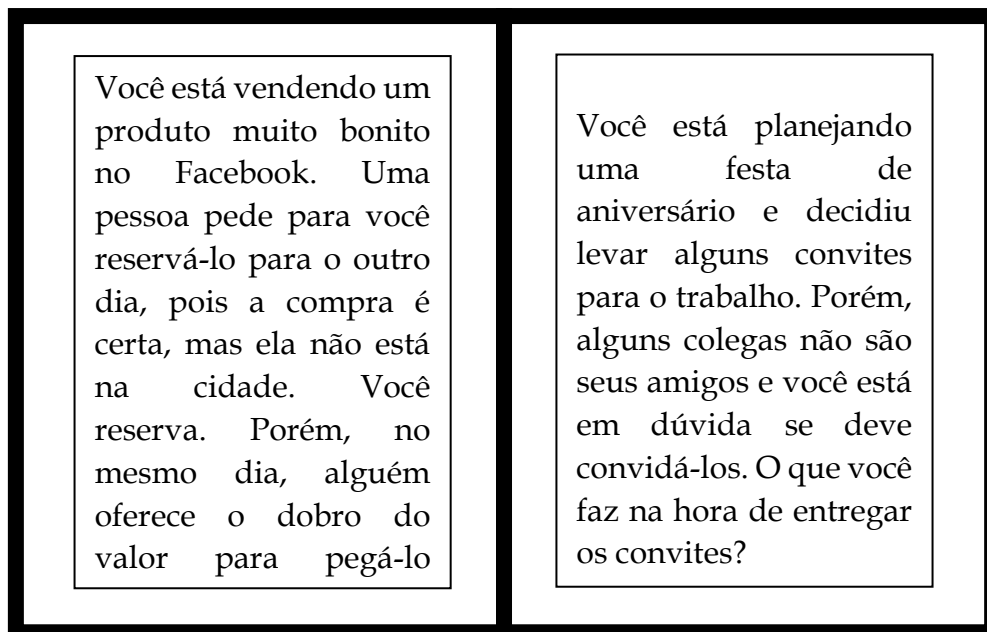 Você está vendendo um
produto muito bonito
no Facebook. Uma
pessoa pede para você
reservá-lo para o outro
dia, pois a compra é
certa, mas ela não está
na cidade. Você
reserva. Porém, no
mesmo dia, alguém
oferece o dobro do
valor para pegá-lo
Você está planejando
uma festa de
aniversário e decidiu
levar alguns convites
para o trabalho. Porém,
alguns colegas não são
seus amigos e você está
em dúvida se deve
convidá-los. O que você
faz na hora de entregar
os convites?